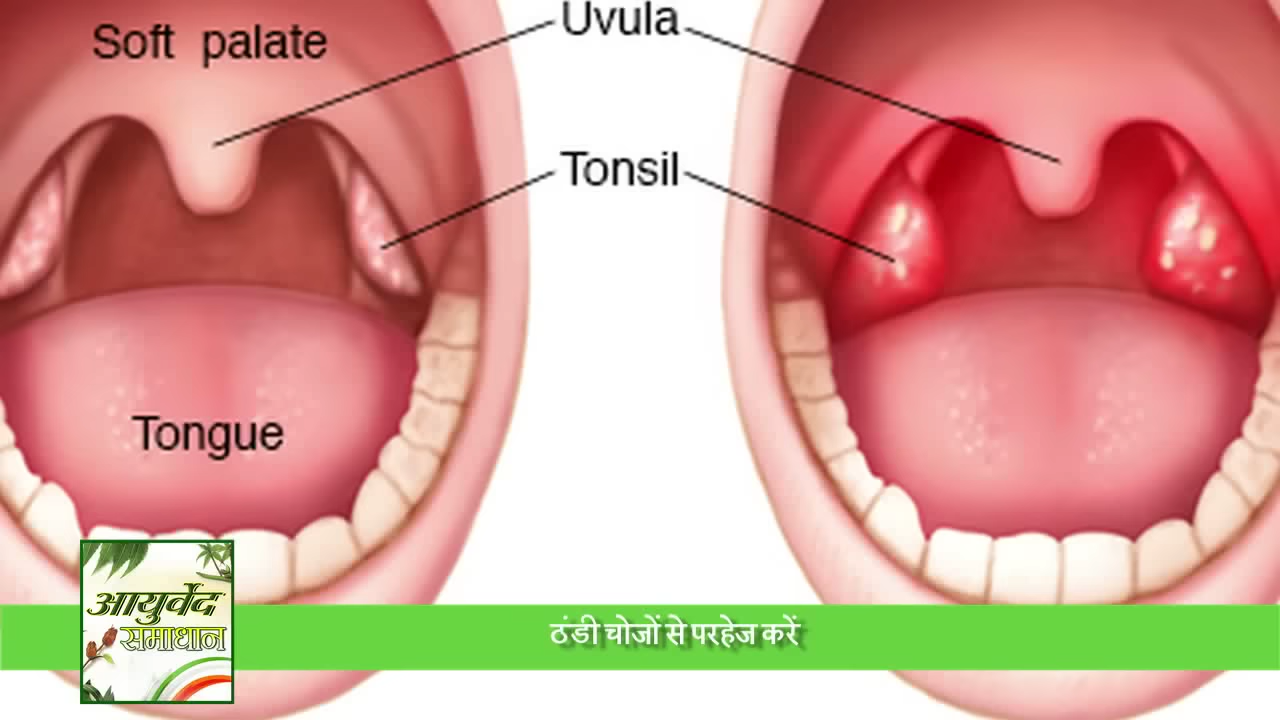 Uvula
Soft palate
Tonsil
Tongue
आयुर्वेद
समाधान
ठंडी चोजों से परहेज करें